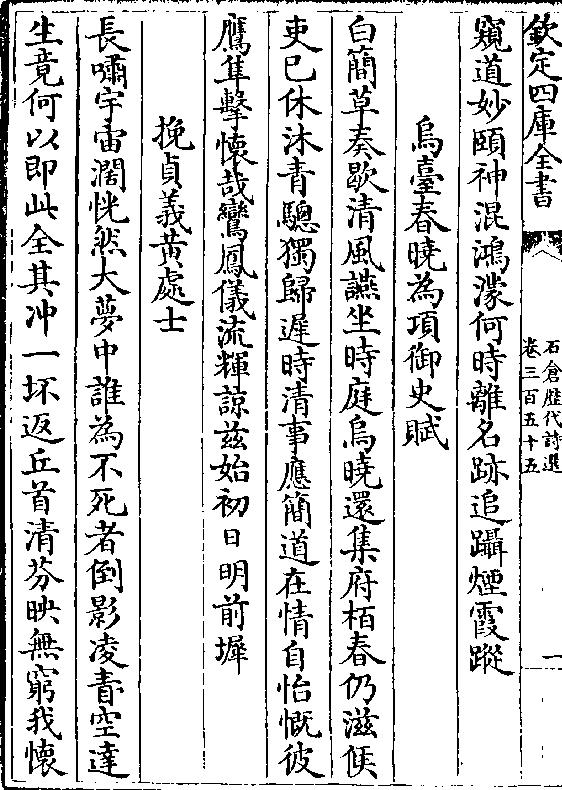 欽定四庫全書
石倉歷代詩選
卷三百五十五
一
窺道妙頤神混鴻濛何時離名跡追躡煙霞蹤
烏臺春曉為項御史賦
白簡草奏歇清風讌坐時庭烏曉還集府柏春仍滋侯
吏已休沐青驄獨歸遲時清事應簡道在情自怡慨彼
鷹隼擊懷哉鸞鳳儀流輝諒茲始初日明前墀
挽貞義黃處士
長嘯宇宙濶恍然大夢中誰為不死者倒影凌青空達
生竟何以即此全其冲一坏返丘首清芬映無窮我懷